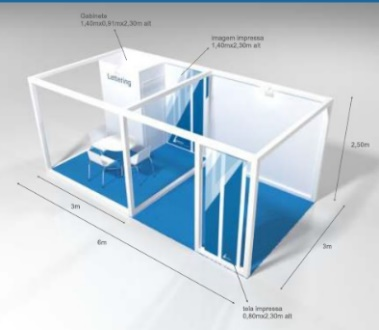 Gabinete
1,40mx0,91mx2,30m alt
imagem impressa
1,40mx2,30m alt
Lettering
2,50m
3m
3m
6m
tela impressa
0,80mx2,30m alt